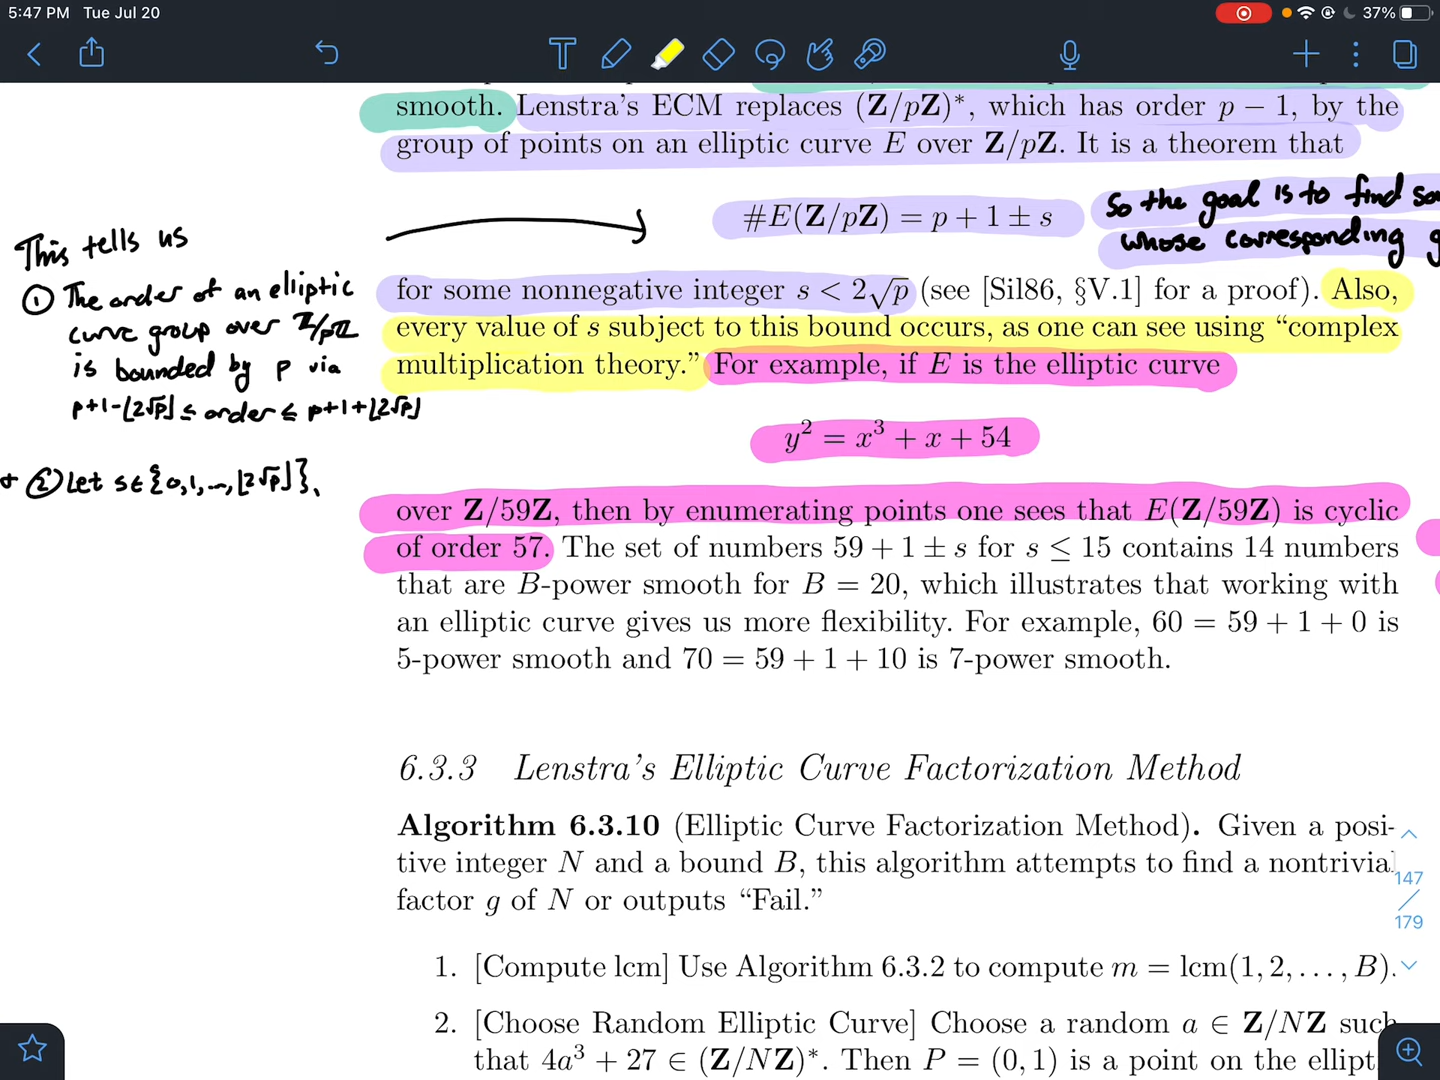 5:47 PM Tue Jul 20
37%
smooth. Lenstra's ECM replaces (Z/pZ)*, which has order p − 1, by the
group of points on an elliptic curve E over Z/pZ. It is a theorem that
#E(Z/pZ) = p + 1 ± s
So the goal is to find so
whose corresponding g
This tells us
① The order of an elliptic
curve group over Z/pZ
is bounded by p via
p+1-⌊2√p⌋ ≤ order ≤ p+1+⌊2√p⌋
② Let s∈{0,1,...,⌊2√p⌋}.
for some nonnegative integer s < 2√p (see [Sil86, §V.1] for a proof). Also,
every value of s subject to this bound occurs, as one can see using “complex
multiplication theory.” For example, if E is the elliptic curve
y² = x³ + x + 54
over Z/59Z, then by enumerating points one sees that E(Z/59Z) is cyclic
of order 57. The set of numbers 59 + 1 ± s for s ≤ 15 contains 14 numbers
that are B-power smooth for B = 20, which illustrates that working with
an elliptic curve gives us more flexibility. For example, 60 = 59 + 1 + 0 is
5-power smooth and 70 = 59 + 1 + 10 is 7-power smooth.
6.3.3 Lenstra's Elliptic Curve Factorization Method
Algorithm 6.3.10 (Elliptic Curve Factorization Method). Given a posi-
tive integer N and a bound B, this algorithm attempts to find a nontrivial
factor g of N or outputs “Fail.”
147
/
179
1. [Compute lcm] Use Algorithm 6.3.2 to compute m = lcm(1, 2, . . . , B).
2. [Choose Random Elliptic Curve] Choose a random a ∈ Z/NZ such
that 4a³ + 27 ∈ (Z/NZ)*. Then P = (0, 1) is a point on the ellipt